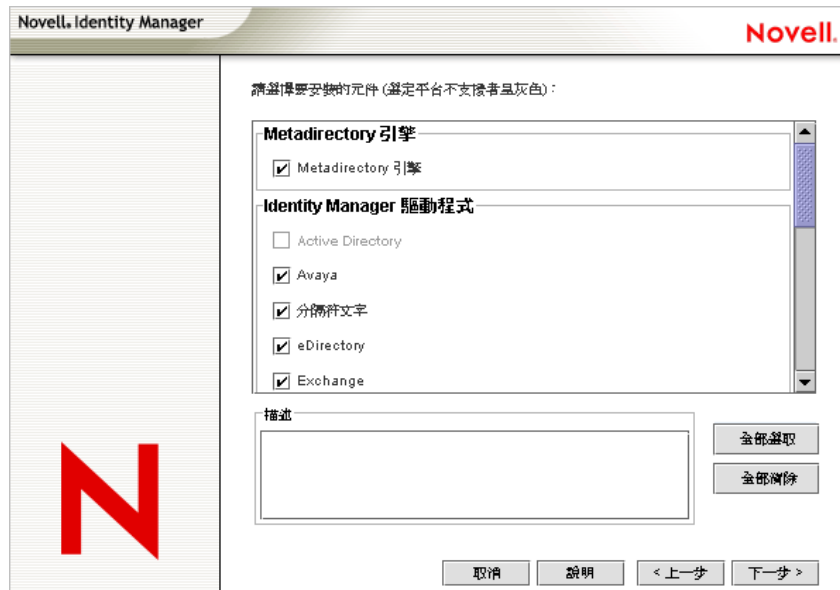 Novell. Identity Manager
Novell.
請選擇要安裝的元件 (選定平台不支援者呈灰色):
Metadirectory 引擎
Metadirectory 引擎
Identity Manager 驅動程式
Active Directory
Avaya
分隔符文字
eDirectory
Exchange
描述
全部選取
全部清除
取消
說明
< 上一步
下一步 >